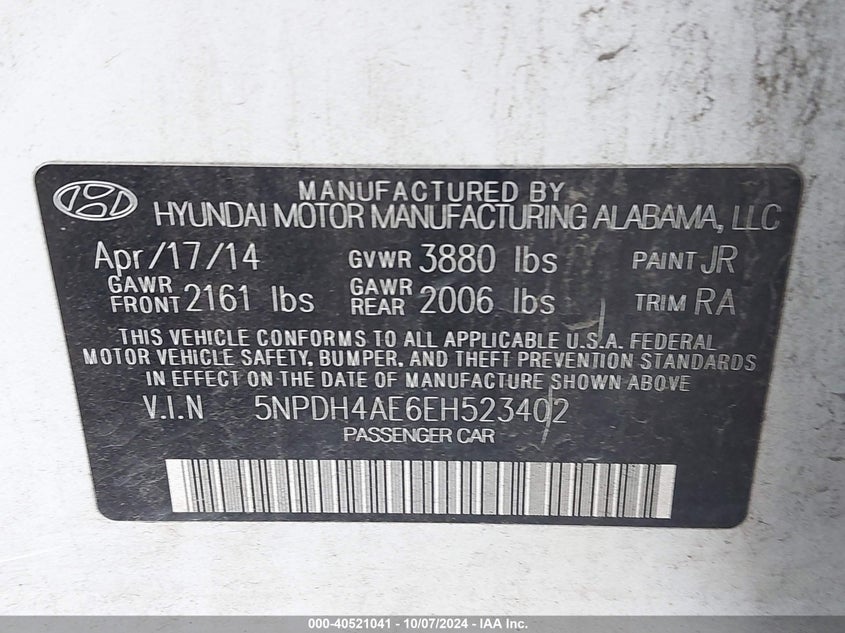 MANUFACTURED BY
HYUNDAI MOTOR MANUFACTURING ALABAMA, LLC
Apr/17/14 GVWR 3880 lbs PAINT JR
GAWR FRONT 2161 lbs GAWR REAR 2006 lbs TRIM RA
THIS VEHICLE CONFORMS TO ALL APPLICABLE U.S.A. FEDERAL
MOTOR VEHICLE SAFETY, BUMPER, AND THEFT PREVENTION STANDARDS
IN EFFECT ON THE DATE OF MANUFACTURE SHOWN ABOVE
V.I.N 5NPDH4AE6EH523402
PASSENGER CAR
000-40521041 - 10/07/2024 - IAA Inc.